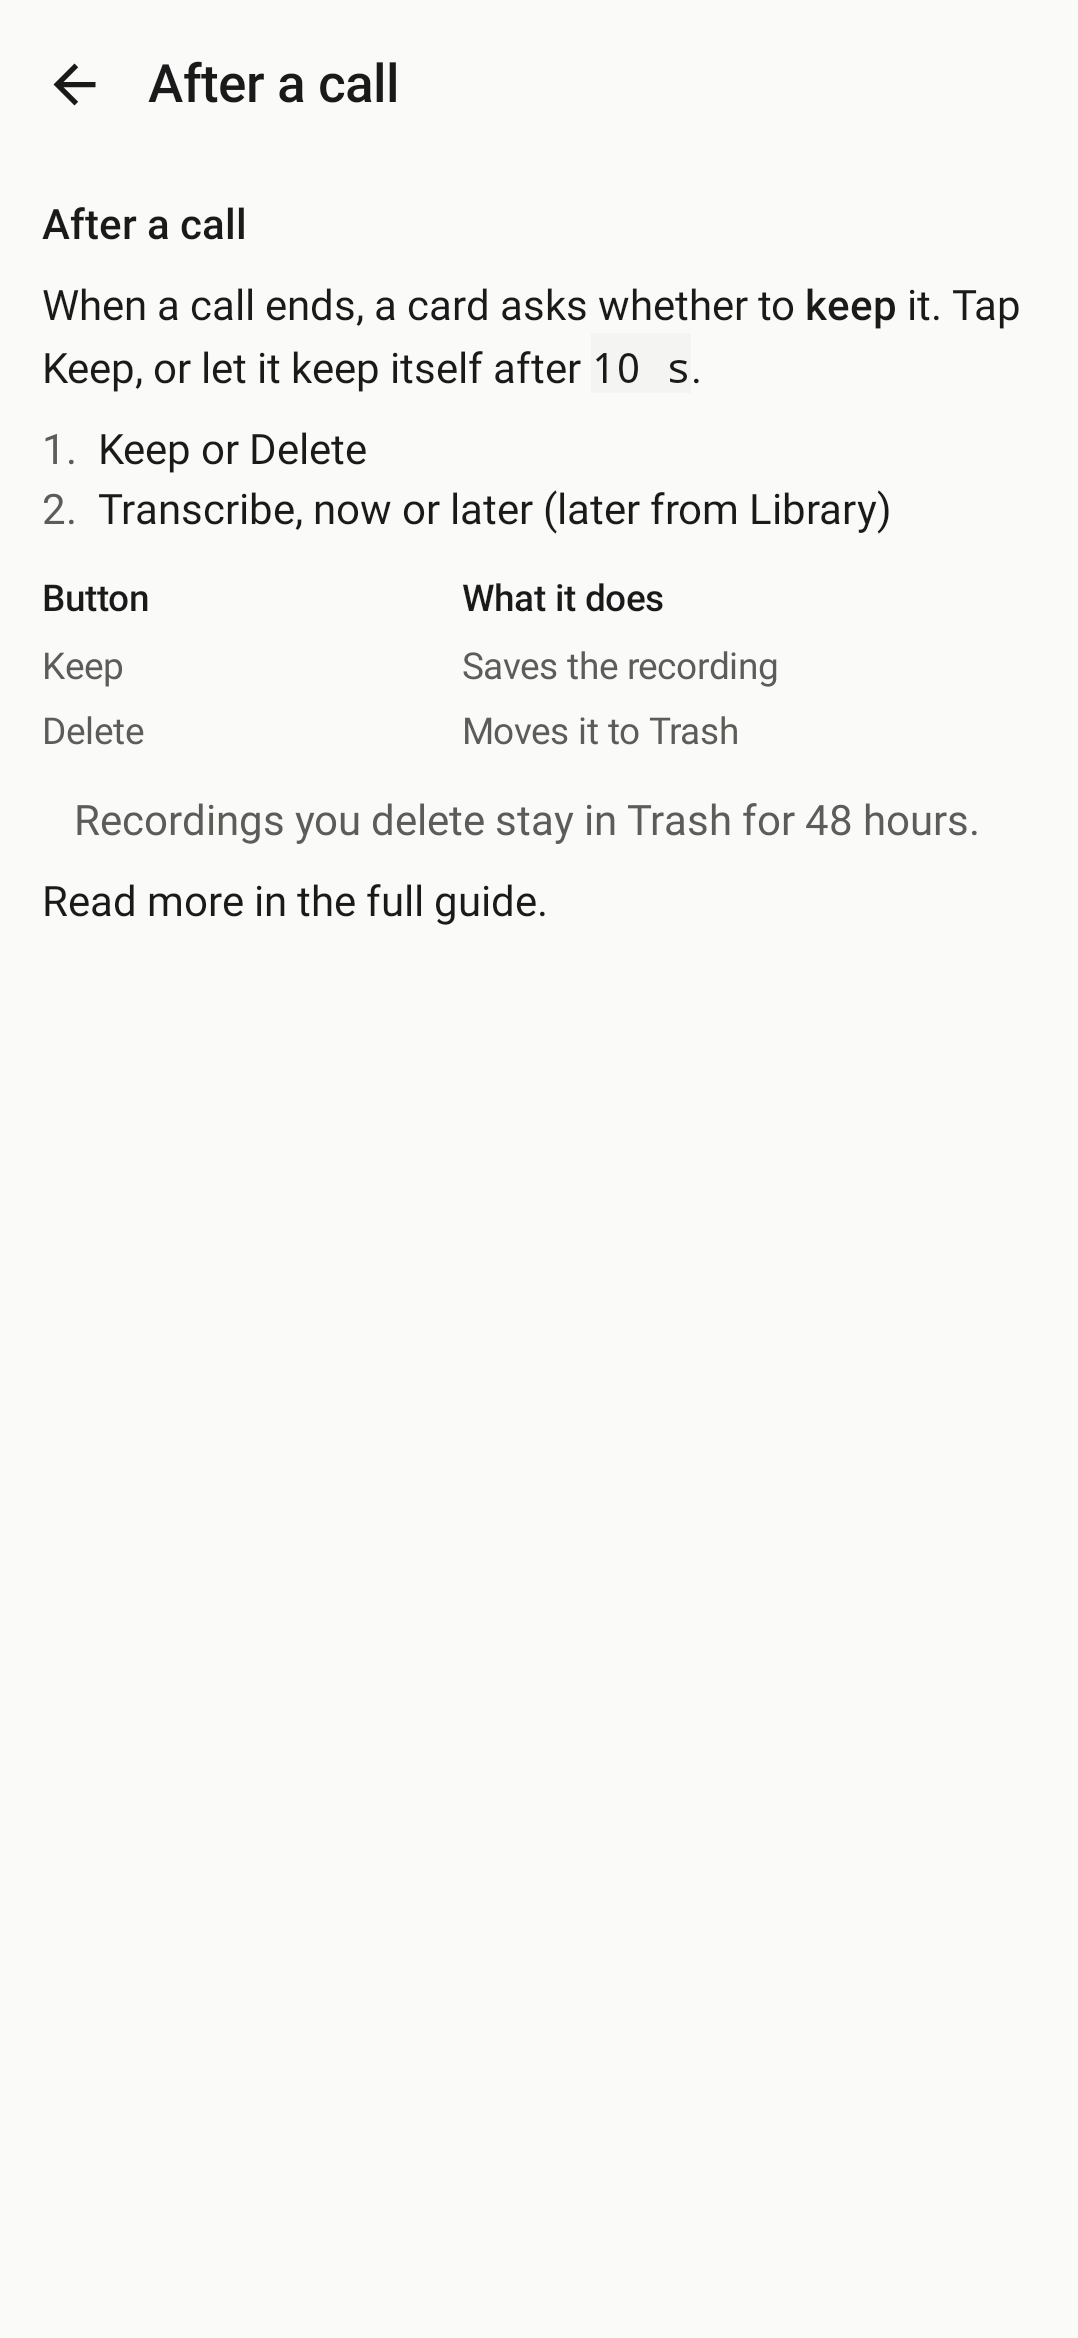 After a call
After a call
When a call ends, a card asks whether to keep it. Tap
Keep, or let it keep itself after 10 s.
1. Keep or Delete
2. Transcribe, now or later (later from Library)
Button What it does
Keep Saves the recording
Delete Moves it to Trash
Recordings you delete stay in Trash for 48 hours.
Read more in the full guide.